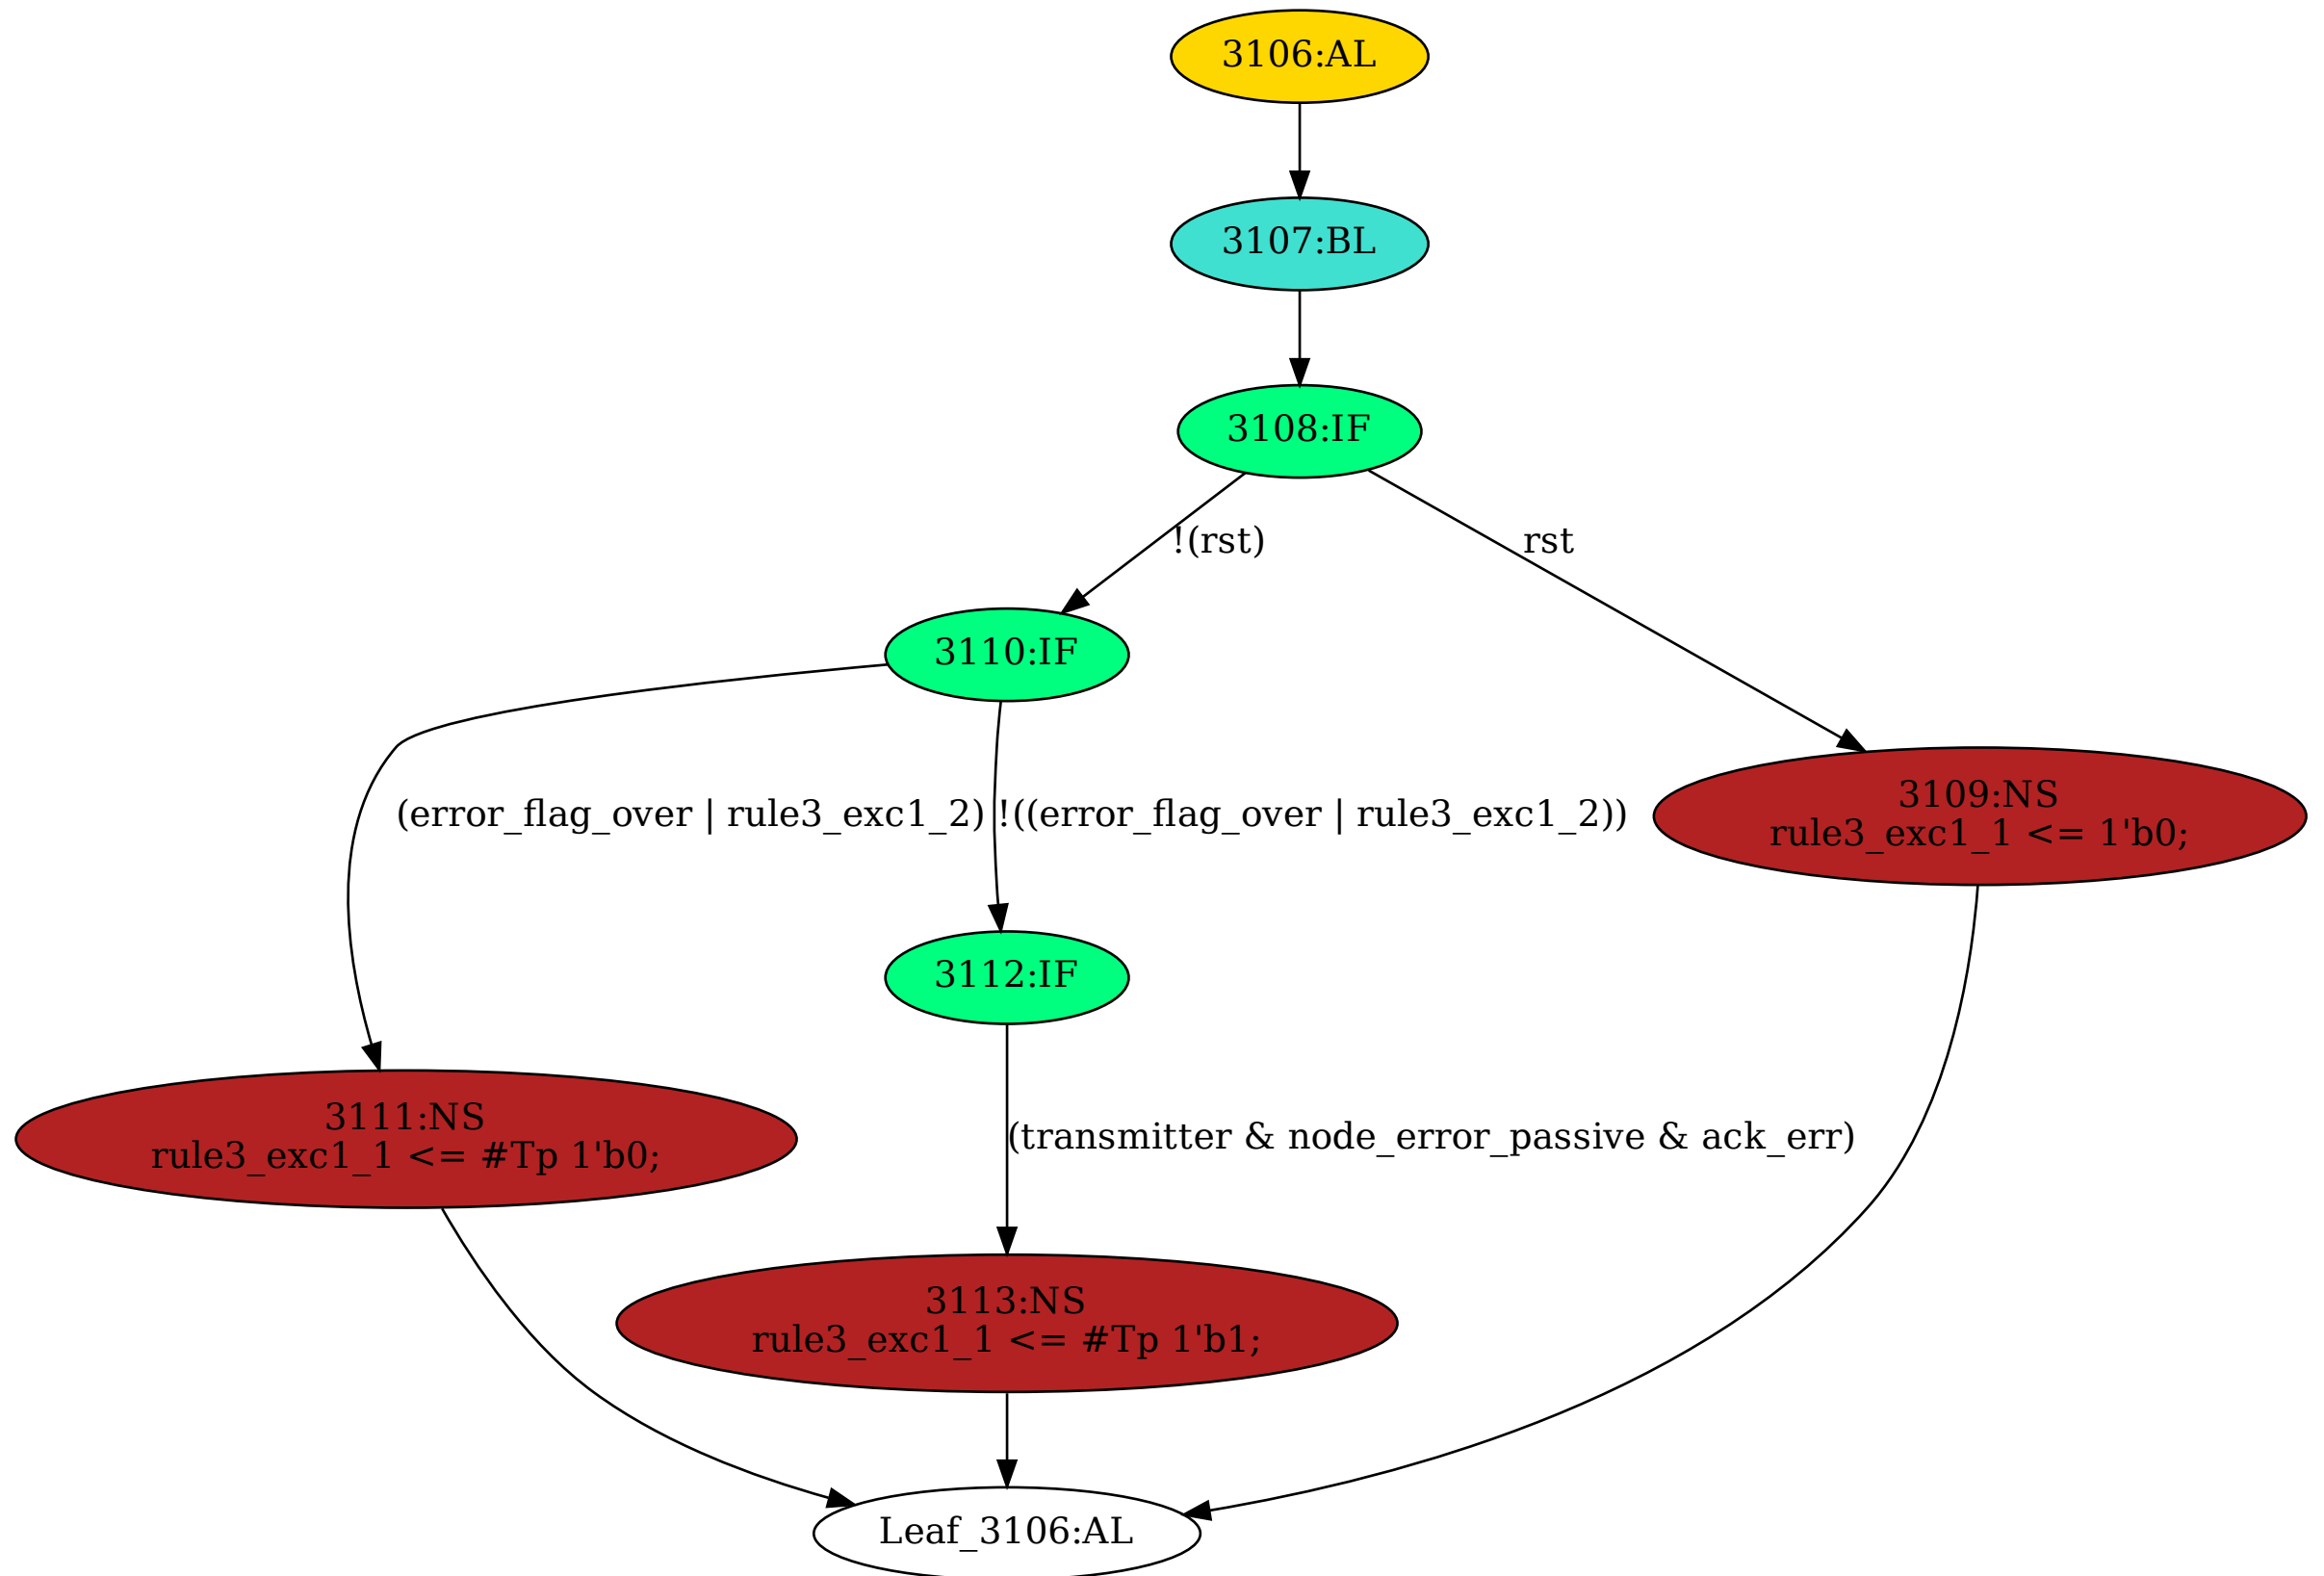 3106:AL
3107:BL
3108:IF
!(rst)
rst
3110:IF
3109:NS
rule3_exc1_1 <= 1'b0;
(error_flag_over | rule3_exc1_2)
!((error_flag_over | rule3_exc1_2))
3112:IF
3111:NS
rule3_exc1_1 <= #Tp 1'b0;
(transmitter & node_error_passive & ack_err)
3113:NS
rule3_exc1_1 <= #Tp 1'b1;
Leaf_3106:AL